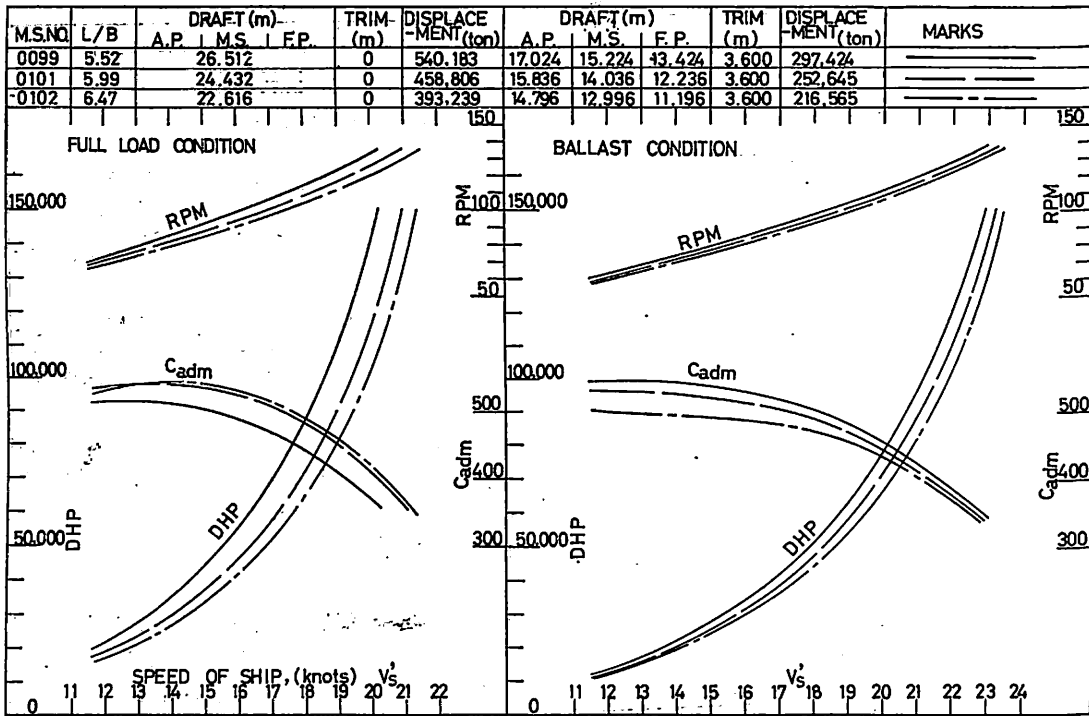 M.S.NO. L/B DRAFT (m) TRIM (m) DISPLACE -MENT (ton) DRAFT (m) TRIM (m) DISPLACE -MENT (ton) MARKS
A.P. M.S. F.P. A.P. M.S. F.P.
0099 5.52 26.512 0 540.183 17.024 15.224 13.424 3.600 297,424
0101 5.99 24.432 0 458,806 15.836 14.036 12.236 3.600 252,645
0102 6.47 22.616 0 393,239 14.796 12.996 11.196 3.600 216,565
FULL LOAD CONDITION
150
150,000
RPM
100
RPM
50
100,000
Cadm
500
400
Cadm
DHP
50,000
DHP
300
SPEED OF SHIP, (knots) V's
0
11 12 13 14 15 16 17 18 19 20 21 22
BALLAST CONDITION
150
150,000
RPM
100
RPM
50
100,000
Cadm
500
400
Cadm
DHP
50,000
DHP
300
V's
0
11 12 13 14 15 16 17 18 19 20 21 22 23 24